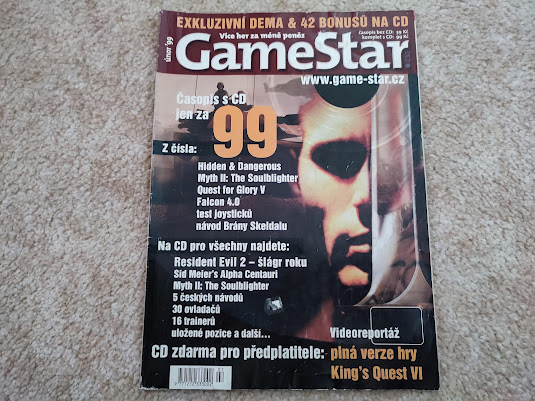 EXKLUZIVNÍ DEMA & 42 BONUSŮ NA CD
únor '99
Více her za méně peněz
časopis bez CD: 39 Kč
komplet s CD: 99 Kč
GameStar
www.game-star.cz
Časopis s CD
jen za
99
Z čísla:
Hidden & Dangerous
Myth II: The Soulblighter
Quest for Glory V
Falcon 4.0
test joysticků
návod Brány Skeldalu
Na CD pro všechny najdete:
Resident Evil 2 – šlágr roku
Sid Meier's Alpha Centauri
Myth II: The Soulblighter
5 českých návodů
30 ovladačů
16 trainerů
uložené pozice a další...
Videoreportáž
CD zdarma pro předplatitele: plná verze hry
King's Quest VI